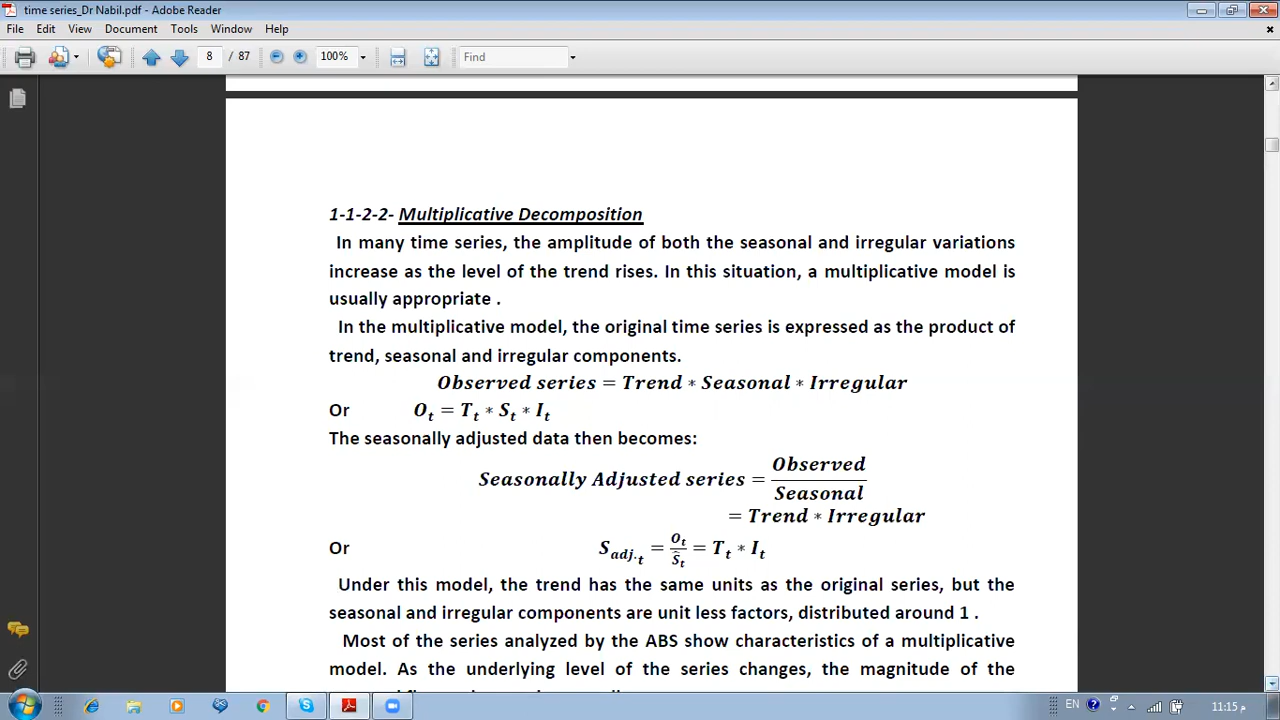 time series_Dr Nabil.pdf - Adobe Reader
File Edit View Document Tools Window Help
8 / 87 100% Find
1-1-2-2- Multiplicative Decomposition
In many time series, the amplitude of both the seasonal and irregular variations
increase as the level of the trend rises. In this situation, a multiplicative model is
usually appropriate .
In the multiplicative model, the original time series is expressed as the product of
trend, seasonal and irregular components.
Observed series = Trend * Seasonal * Irregular
Or O_t = T_t * S_t * I_t
The seasonally adjusted data then becomes:
Seasonally Adjusted series = Observed / Seasonal
= Trend * Irregular
Or S_adj.t = O_t / Ŝ_t = T_t * I_t
Under this model, the trend has the same units as the original series, but the
seasonal and irregular components are unit less factors, distributed around 1 .
Most of the series analyzed by the ABS show characteristics of a multiplicative
model. As the underlying level of the series changes, the magnitude of the
EN 11:15 م